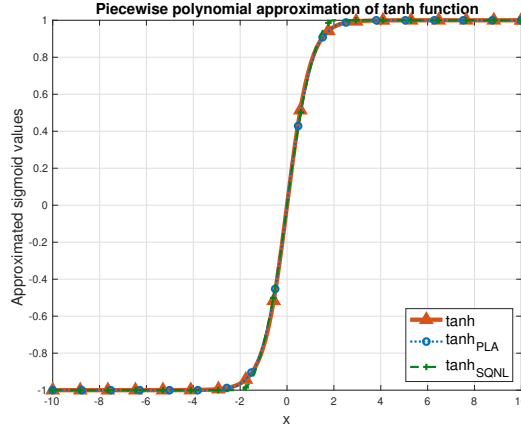 Piecewise polynomial approximation of tanh function
1
0.8
0.6
0.4
0.2
0
-0.2
-0.4
-0.6
-0.8
-1
Approximated sigmoid values
-10 -8 -6 -4 -2 0 2 4 6 8 10
x
tanh
tanh_PLA
tanh_SQNL